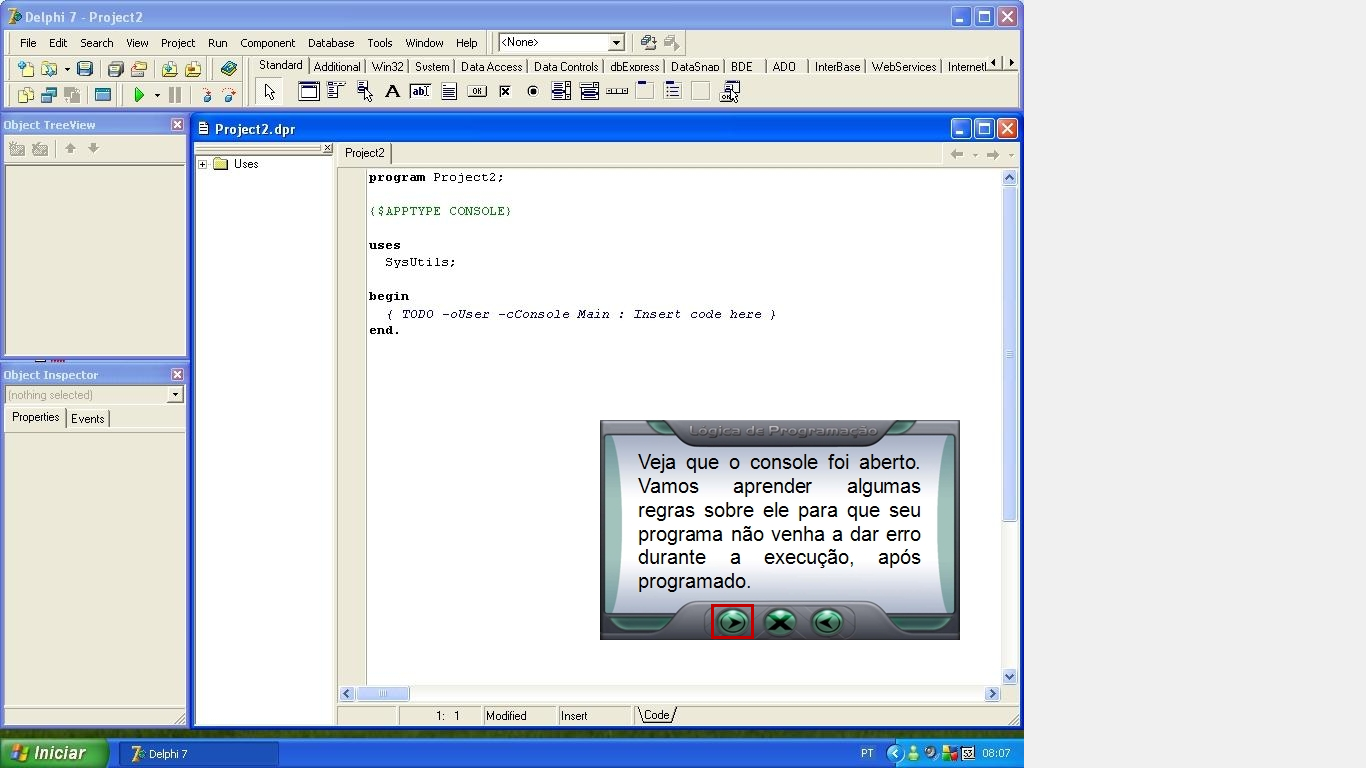 Delphi 7 - Project2
File Edit Search View Project Run Component Database Tools Window Help <None>
Standard Additional Win32 System Data Access Data Controls dbExpress DataSnap BDE ADO InterBase WebServices
Object TreeView
Project2.dpr
Uses
Project2
program Project2;
{$APPTYPE CONSOLE}
uses
SysUtils;
begin
{ TODO -oUser -cConsole Main : Insert code here }
end.
Object Inspector
(nothing selected)
Properties Events
Lógica de Programação
Veja que o console foi aberto.
Vamos aprender algumas
regras sobre ele para que seu
programa não venha a dar erro
durante a execução, após
programado.
1: 1 Modified Insert Code
Iniciar Delphi 7 PT 08:07